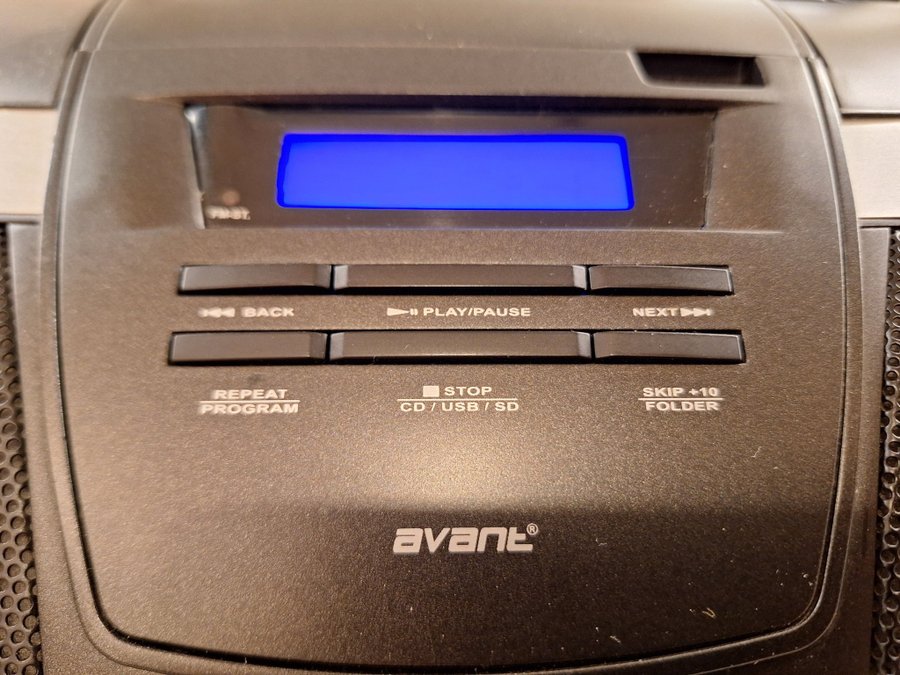 FM-ST.
BACK
PLAY/PAUSE
NEXT
REPEAT
PROGRAM
STOP
CD / USB / SD
SKIP +10
FOLDER
avant®